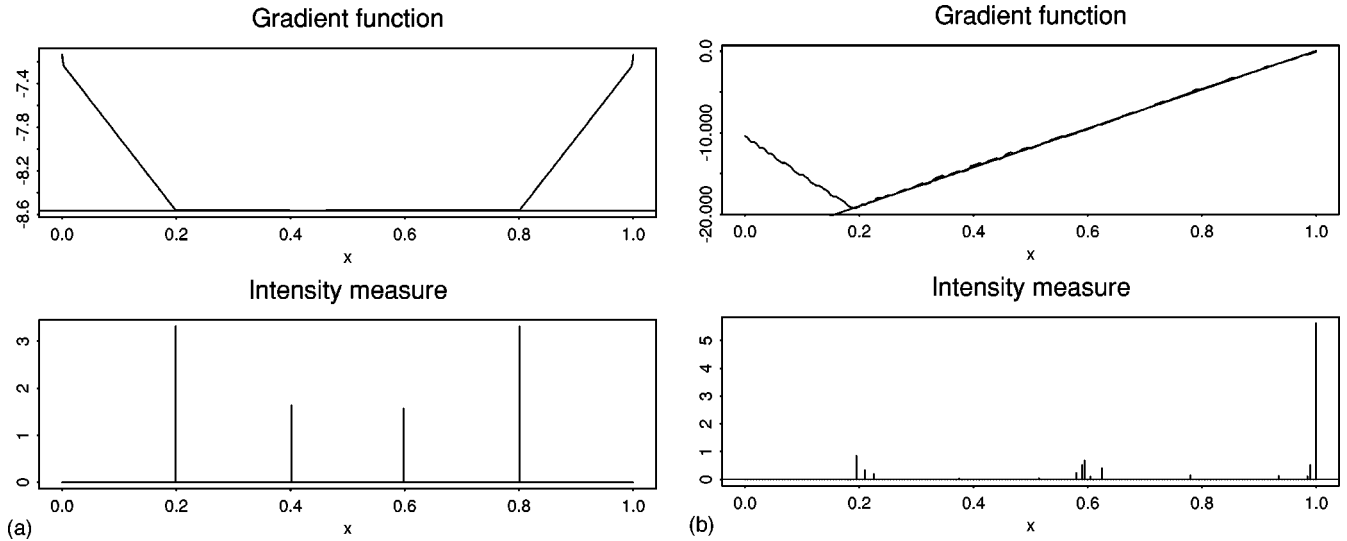 Gradient function
-7.4
-7.8
-8.2
-8.6
0.0 0.2 0.4 0.6 0.8 1.0
x
Intensity measure
3
2
1
0
0.0 0.2 0.4 0.6 0.8 1.0
x
(a)
Gradient function
0.0
-10.000
-20.000
0.0 0.2 0.4 0.6 0.8 1.0
x
Intensity measure
5
4
3
2
1
0
0.0 0.2 0.4 0.6 0.8 1.0
x
(b)